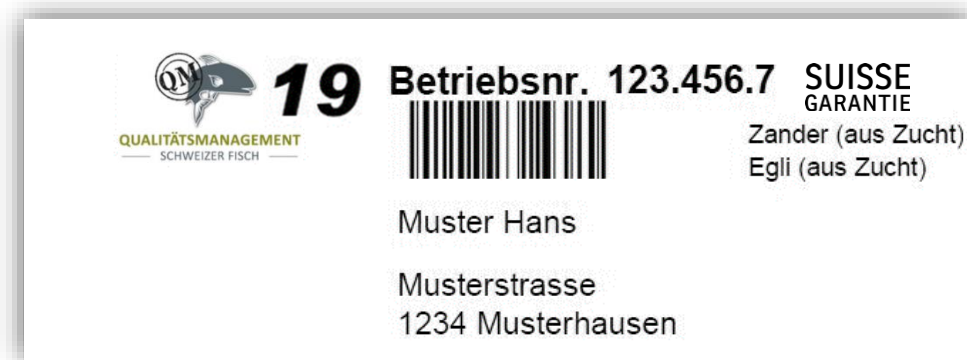 QM
QUALITÄTSMANAGEMENT
SCHWEIZER FISCH
19
Betriebsnr. 123.456.7
SUISSE
GARANTIE
Zander (aus Zucht)
Egli (aus Zucht)
Muster Hans
Musterstrasse
1234 Musterhausen